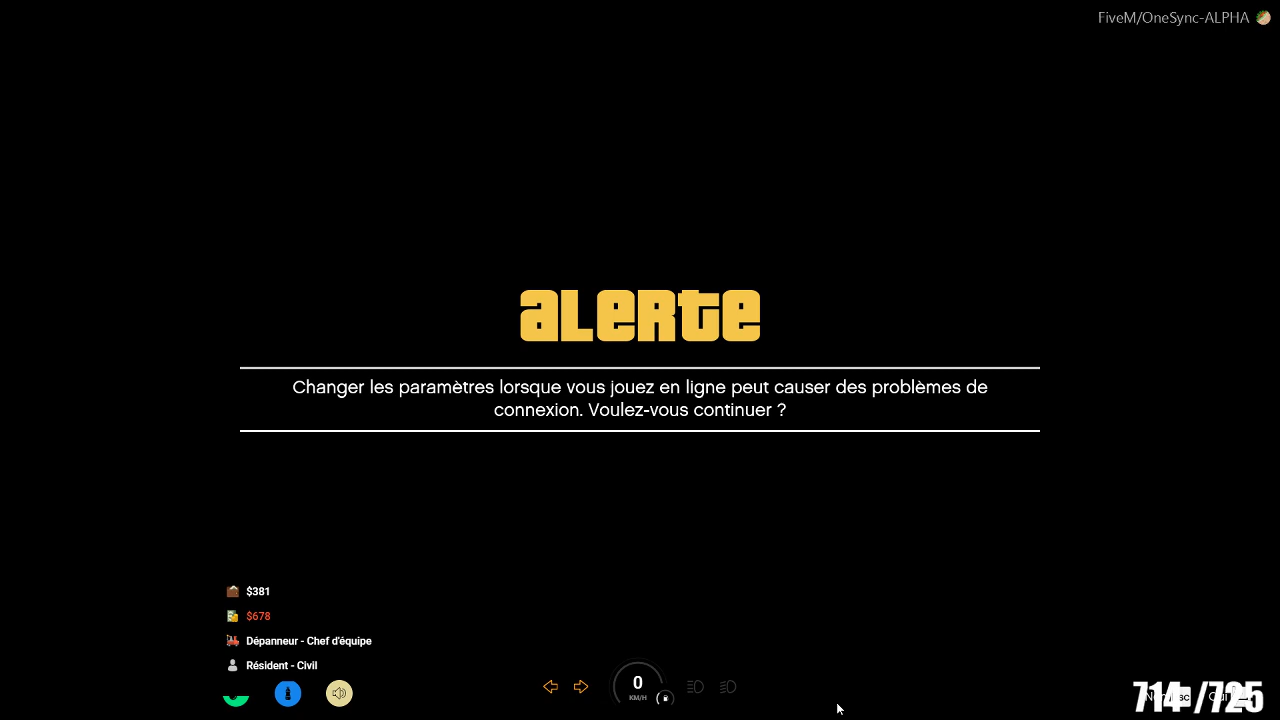 FiveM/OneSync-ALPHA
alerte
Changer les paramètres lorsque vous jouez en ligne peut causer des problèmes de
connexion. Voulez-vous continuer ?
$381
$678
Dépanneur - Chef d'équipe
Résident - Civil
0
KM/H
714 /725